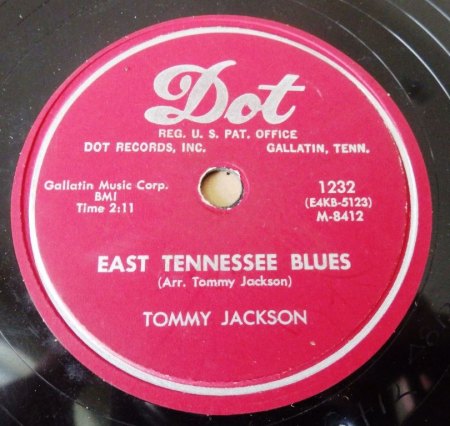 Dot
REG. U. S. PAT. OFFICE
DOT RECORDS, INC. GALLATIN, TENN.
Gallatin Music Corp.
BMI
Time 2:11
1232
(E4KB-5123)
M-8412
EAST TENNESSEE BLUES
(Arr. Tommy Jackson)
TOMMY JACKSON